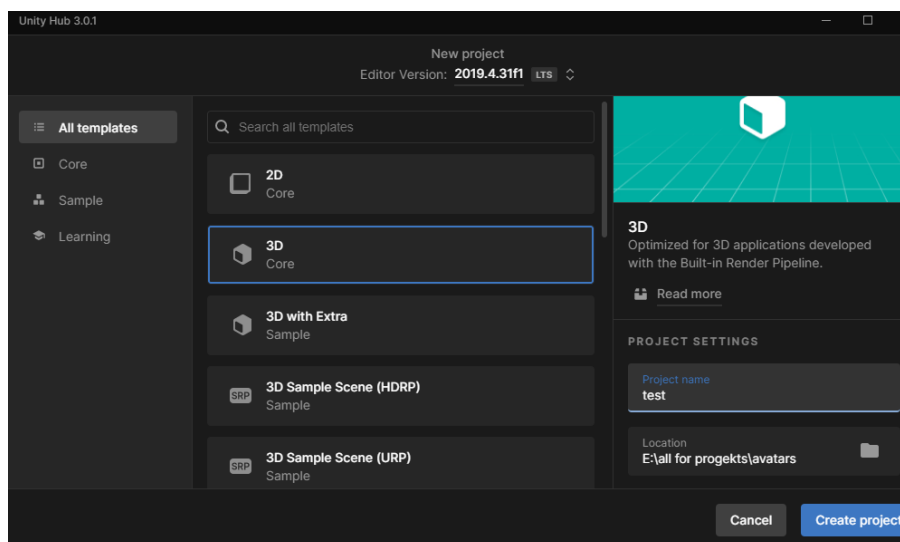 Unity Hub 3.0.1
New project
Editor Version: 2019.4.31f1 LTS
All templates
Core
Sample
Learning
Search all templates
2D
Core
3D
Core
3D with Extra
Sample
SRP
3D Sample Scene (HDRP)
Sample
SRP
3D Sample Scene (URP)
Sample
3D
Optimized for 3D applications developed
with the Built-in Render Pipeline.
Read more
PROJECT SETTINGS
Project name
test
Location
E:\all for progekts\avatars
Cancel
Create project